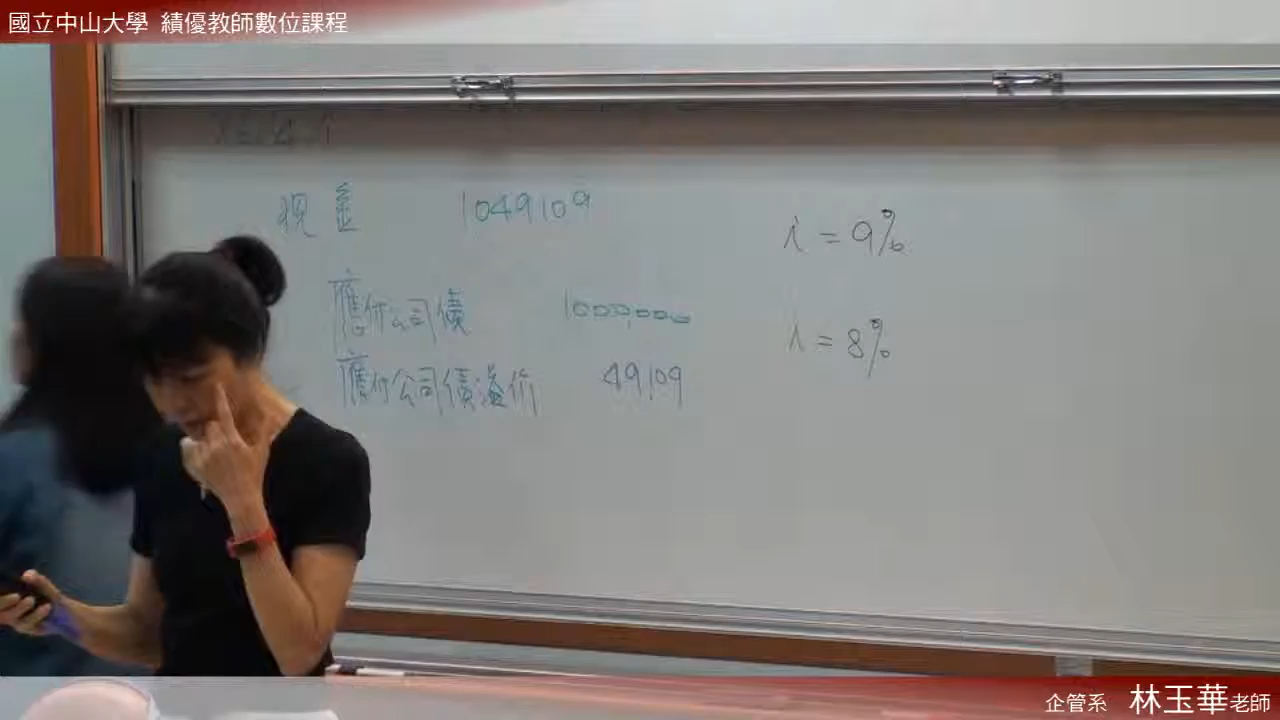 國立中山大學 績優教師數位課程
現金 1049109
i = 9%
應付公司債 1000,000
i = 8%
應付公司債溢價 49109
企管系 林玉華老師